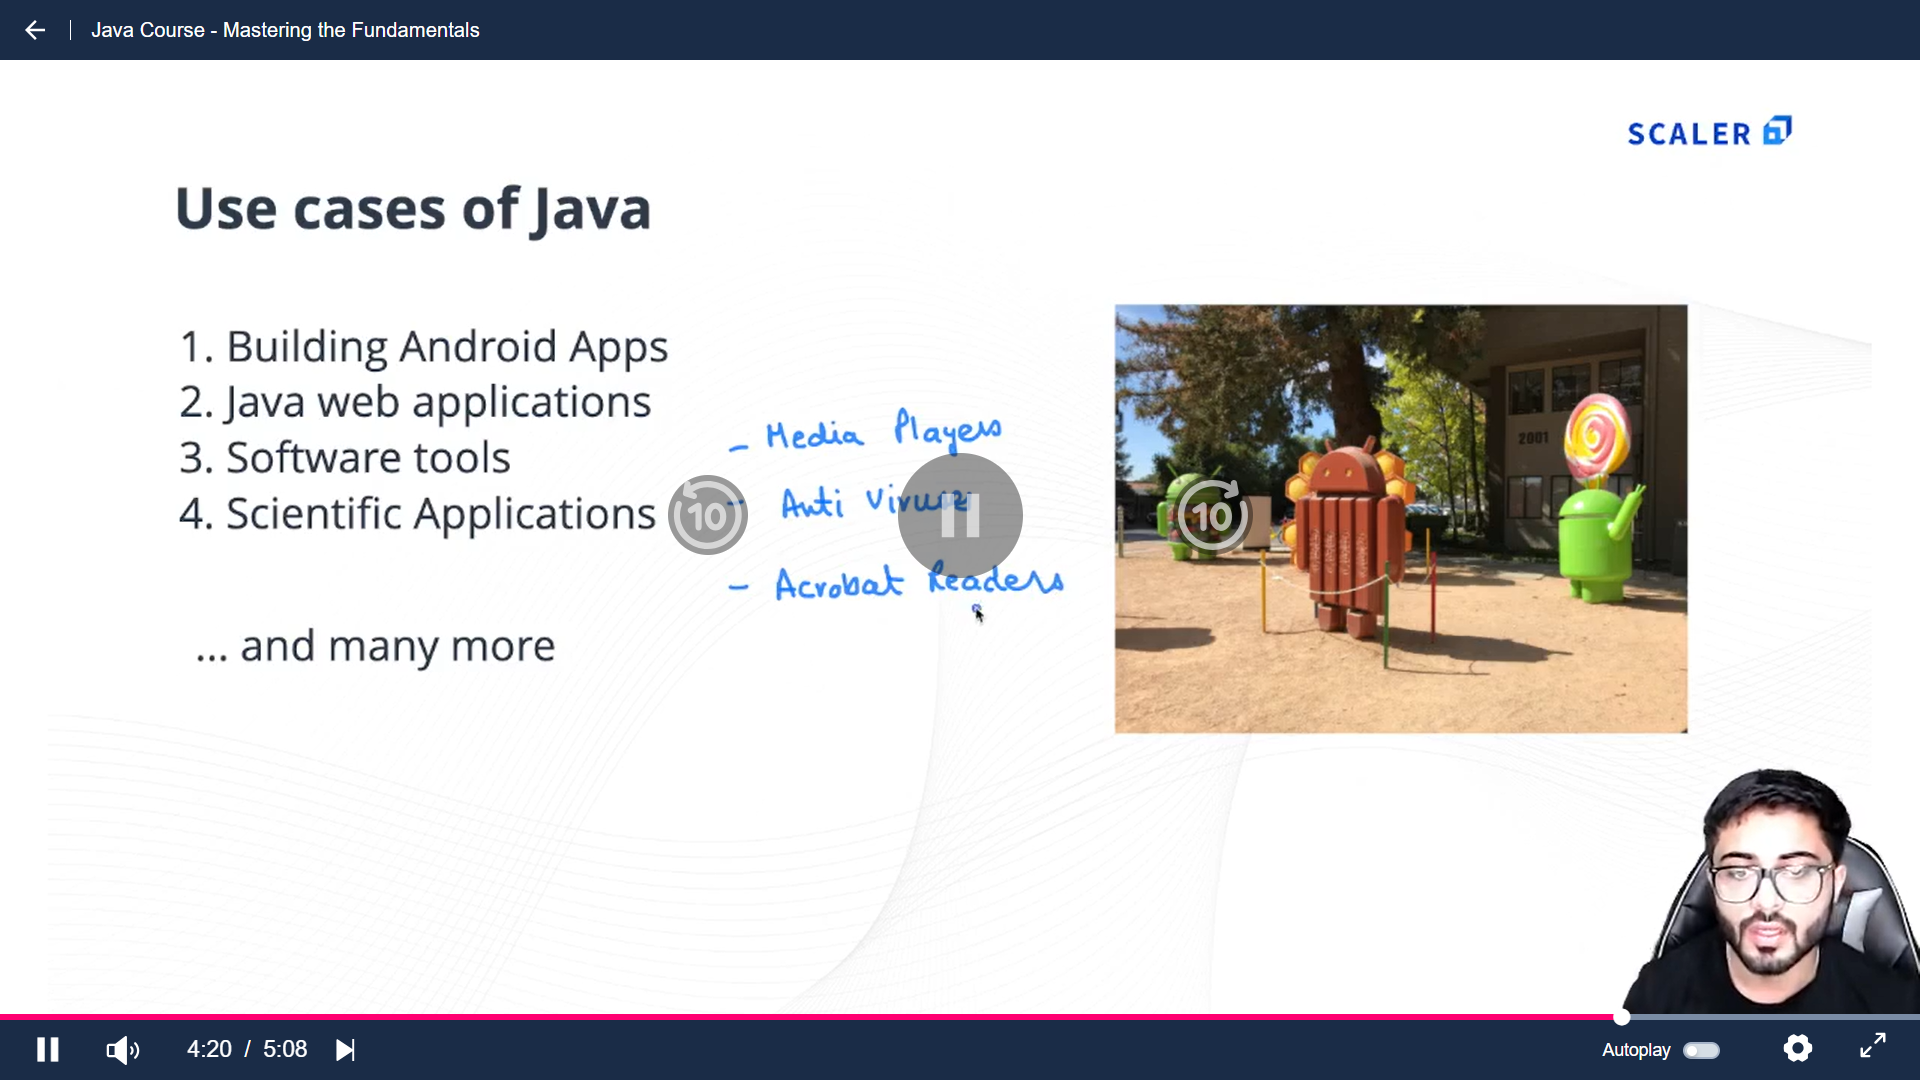 Java Course - Mastering the Fundamentals
SCALER
Use cases of Java
1. Building Android Apps
2. Java web applications
3. Software tools
4. Scientific Applications
... and many more
- Media Players
- Anti Virus
- Acrobat Readers
2001
10
10
4:20 / 5:08
Autoplay